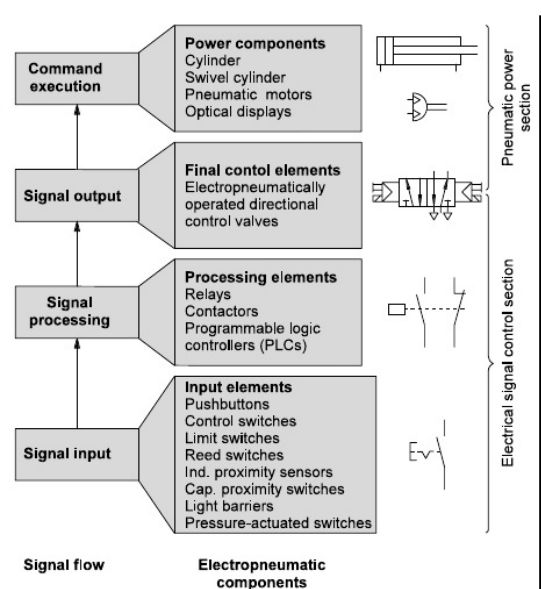 Command
execution
Power components
Cylinder
Swivel cylinder
Pneumatic motors
Optical displays
Pneumatic power
section
Signal output
Final contol elements
Electropneumatically
operated directional
control valves
Signal
processing
Processing elements
Relays
Contactors
Programmable logic
controllers (PLCs)
Electrical signal control section
Signal input
Input elements
Pushbuttons
Control switches
Limit switches
Reed switches
Ind. proximity sensors
Cap. proximity switches
Light barriers
Pressure-actuated switches
Signal flow
Electropneumatic
components